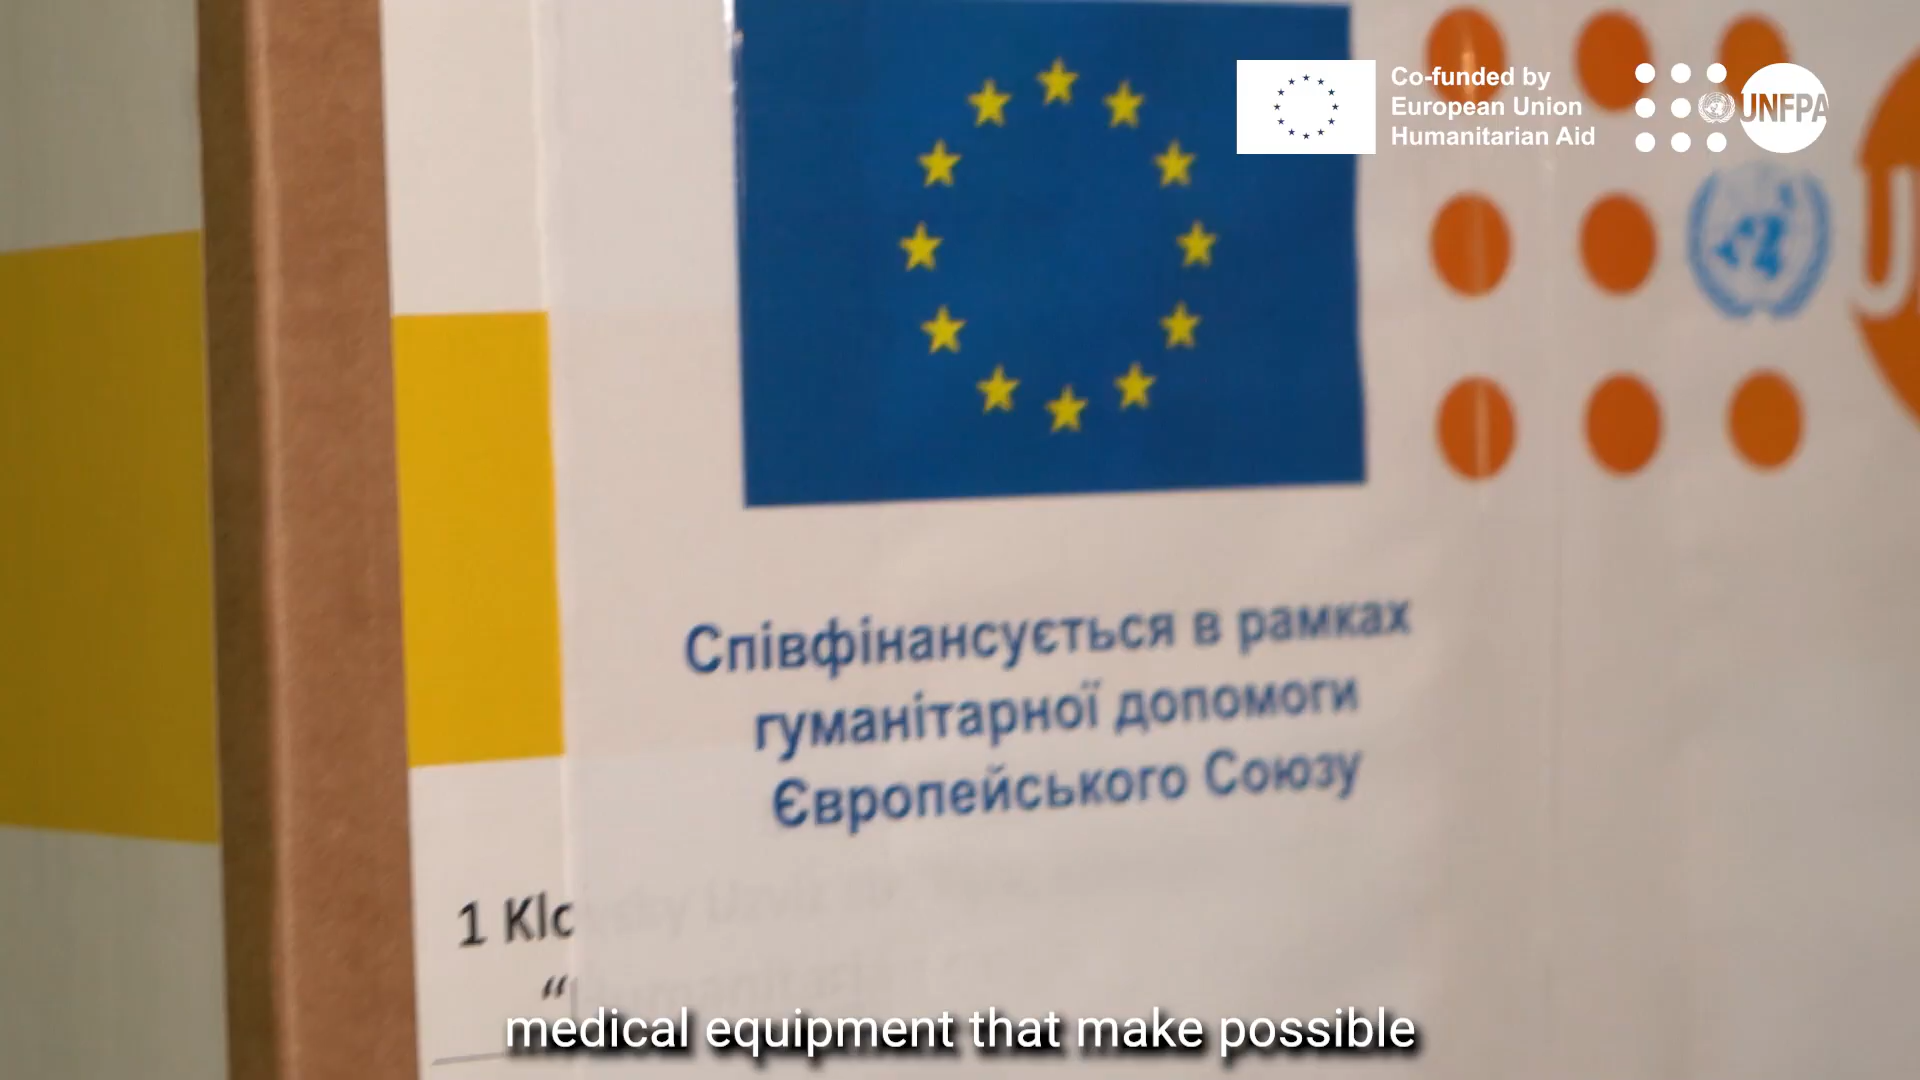 Co-funded by
European Union
Humanitarian Aid
UNFPA
Співфінансується в рамках
гуманітарної допомоги
Європейського Союзу
1
medical equipment that make possible